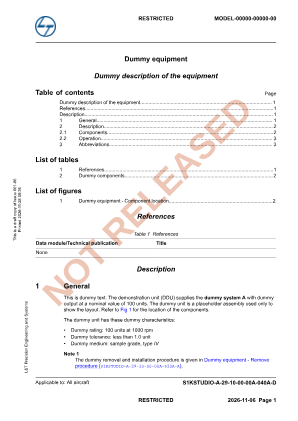 RESTRICTED MODEL-00000-00000-00
Dummy equipment
Dummy description of the equipment
Table of contents Page
Dummy description of the equipment 1
References 1
Description 1
1 General 1
2 Description 2
2.1 Components 2
2.2 Operation 3
3 Abbreviations 3
List of tables
1 References 1
2 Dummy components 2
List of figures
1 Dummy equipment - Component location 2
References
Table 1 References
Data module/Technical publication Title
None
Description
1 General
This is dummy text. The demonstration unit (DDU) supplies the dummy system A with dummy
output at a nominal value of 100 units. The dummy unit is a placeholder assembly used only to
show the layout. Refer to Fig 1 for the location of the components.
The dummy unit has these dummy characteristics:
• Dummy rating: 100 units at 1000 rpm
• Dummy tolerance: less than 1.0 unit
• Dummy medium: sample grade, type IV
Note 1
The dummy removal and installation procedure is given in Dummy equipment - Remove
procedure (S1KSTUDIO-A-29-10-00-00A-520A-A).
Applicable to: All aircraft S1KSTUDIO-A-29-10-00-00A-040A-D
RESTRICTED 2026-11-06 Page 1
NOT RELEASED
L&T Precision Engineering and Systems